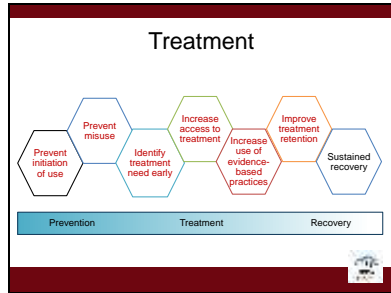 Treatment
Prevent
initiation
of use
Prevent
misuse
Identify
treatment
need early
Increase
access to
treatment
Increase
use of
evidence-
based
practices
Improve
treatment
retention
Sustained
recovery
Prevention
Treatment
Recovery